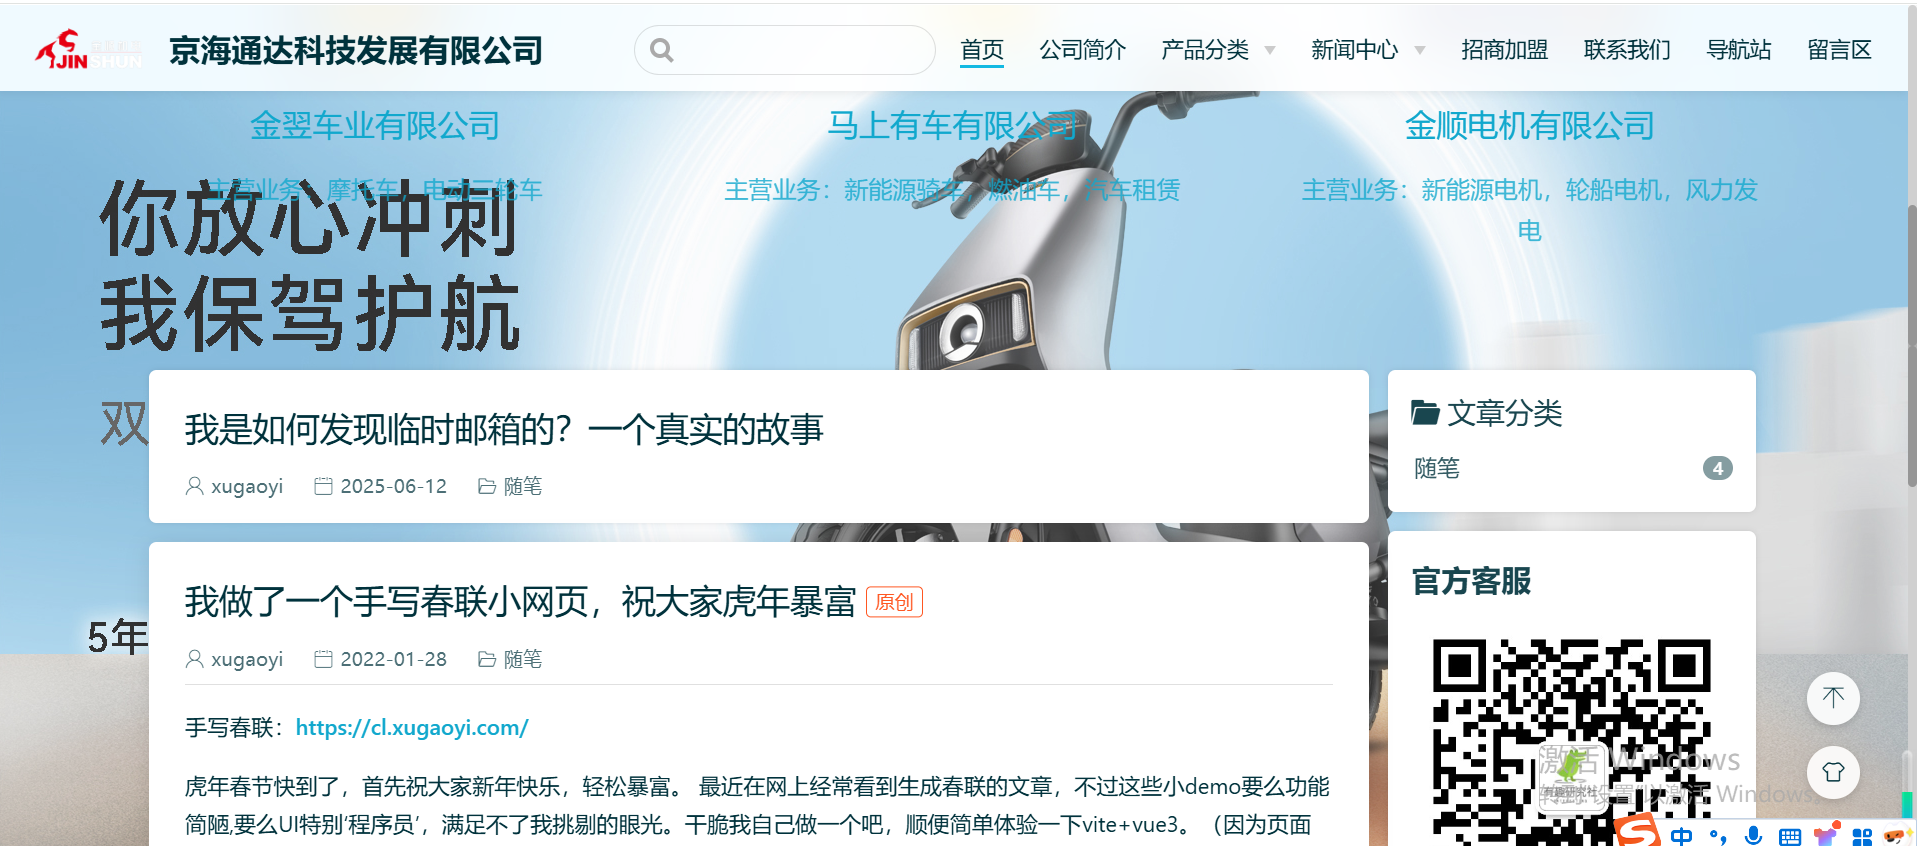 JIN SHUN
京海通达科技发展有限公司
首页 公司简介 产品分类 新闻中心 招商加盟 联系我们 导航站 留言区
金翌车业有限公司 马上有车有限公司 金顺电机有限公司
主营业务：摩托车，电动三轮车 主营业务：新能源骑车，燃油车，汽车租赁 主营业务：新能源电机，轮船电机，风力发
电
你放心冲刺
我保驾护航
双
5年
我是如何发现临时邮箱的？一个真实的故事
xugaoyi 2025-06-12 随笔
我做了一个手写春联小网页，祝大家虎年暴富 原创
xugaoyi 2022-01-28 随笔
手写春联：https://cl.xugaoyi.com/
虎年春节快到了，首先祝大家新年快乐，轻松暴富。 最近在网上经常看到生成春联的文章，不过这些小demo要么功能
简陋,要么UI特别‘程序员’，满足不了我挑剔的眼光。干脆我自己做一个吧，顺便简单体验一下vite+vue3。（因为页面
文章分类
随笔 4
官方客服
激活 Windows
转到“设置”以激活 Windows。
中